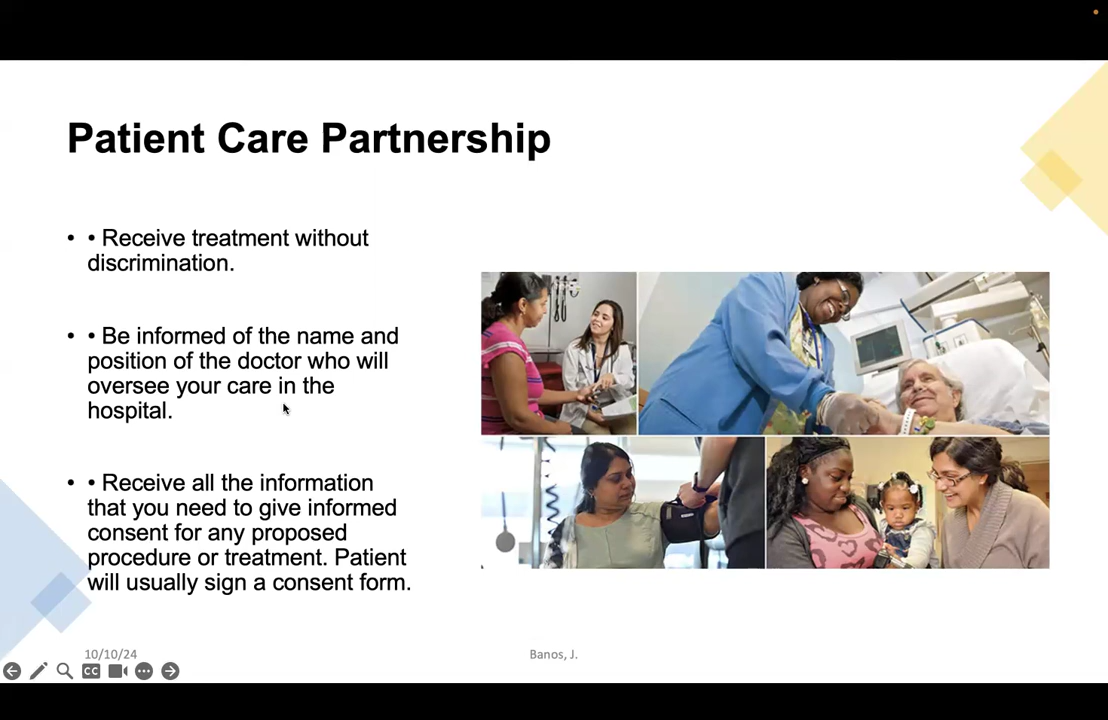 Patient Care Partnership
• • Receive treatment without
discrimination.
• • Be informed of the name and
position of the doctor who will
oversee your care in the
hospital.
• • Receive all the information
that you need to give informed
consent for any proposed
procedure or treatment. Patient
will usually sign a consent form.
10/10/24
Banos, J.
CC